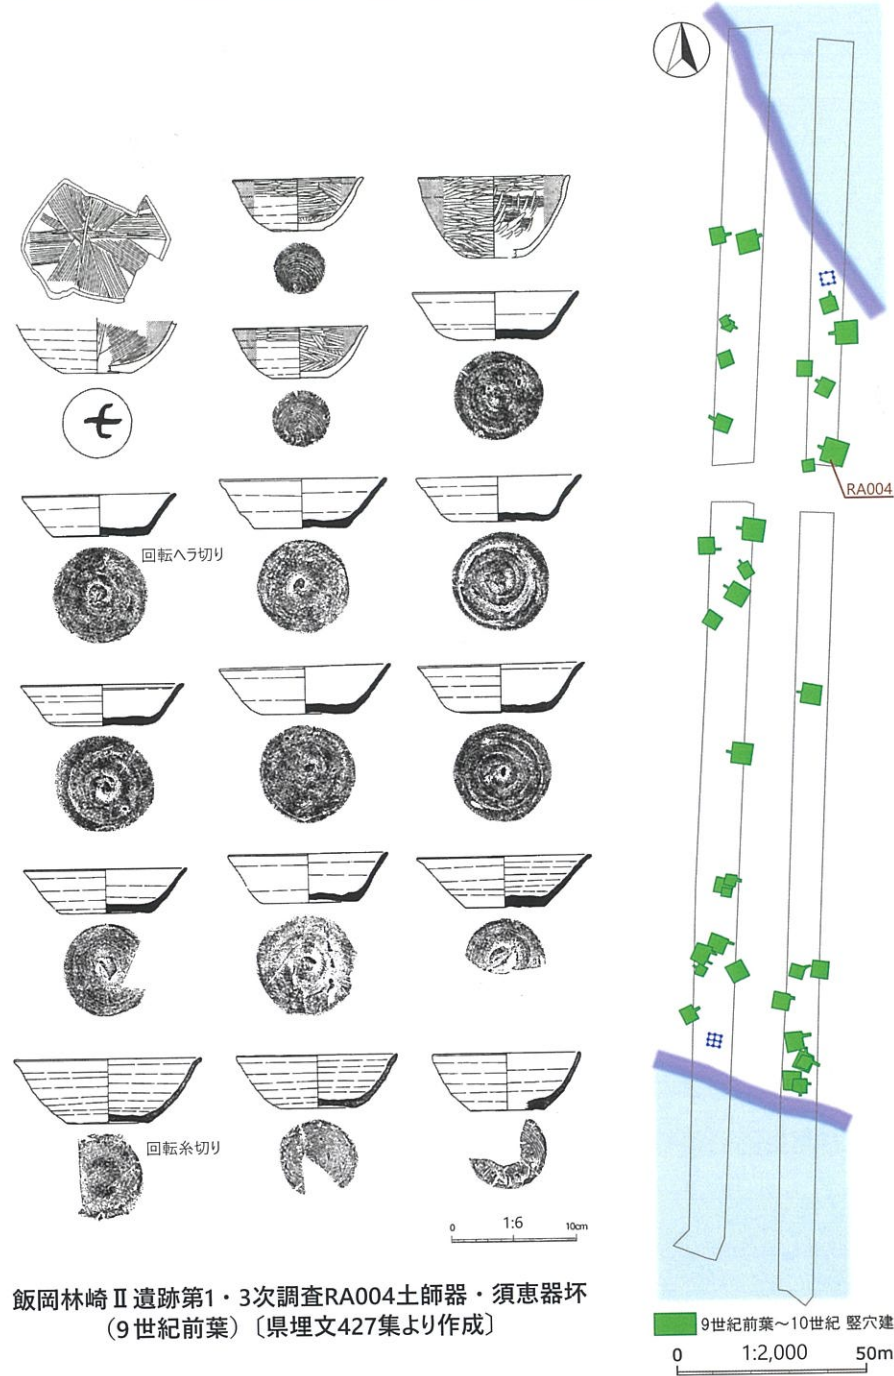 RA004
回転ヘラ切り
回転糸切り
0 1:6 10cm
飯岡林崎Ⅱ遺跡第1・3次調査RA004土師器・須恵器坏
(9世紀前葉)〔県埋文427集より作成〕
9世紀前葉～10世紀 竪穴建
0 1:2,000 50m